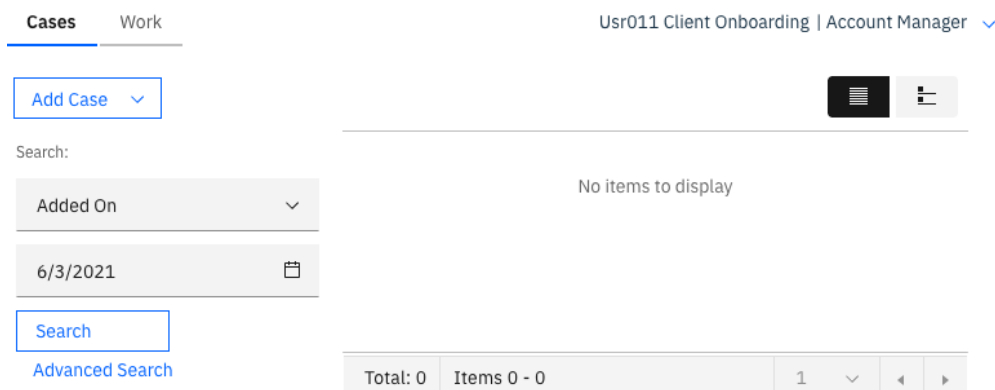 Cases Work Usr011 Client Onboarding | Account Manager
Add Case
Search:
No items to display
Added On
6/3/2021
Search
Advanced Search
Total: 0 Items 0 - 0 1